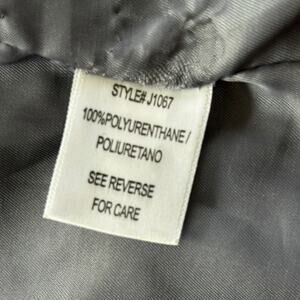 STYLE# J1067
100%POLYURENTHANE/
POLIURETANO
SEE REVERSE
FOR CARE